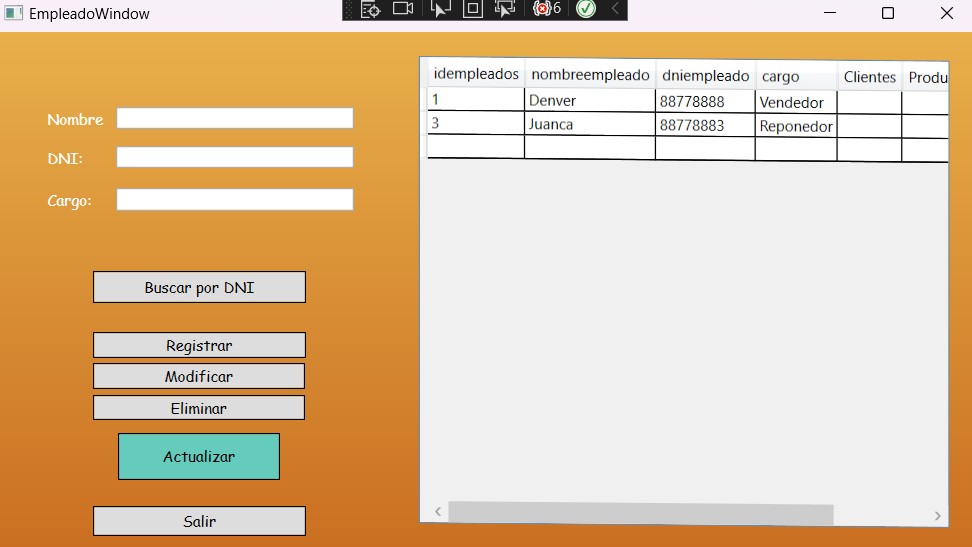 EmpleadoWindow
6
Nombre
DNI:
Cargo:
Buscar por DNI
Registrar
Modificar
Eliminar
Actualizar
Salir
idempleados nombreempleado dniempleado cargo Clientes Produ
1 Denver 88778888 Vendedor
3 Juanca 88778883 Reponedor